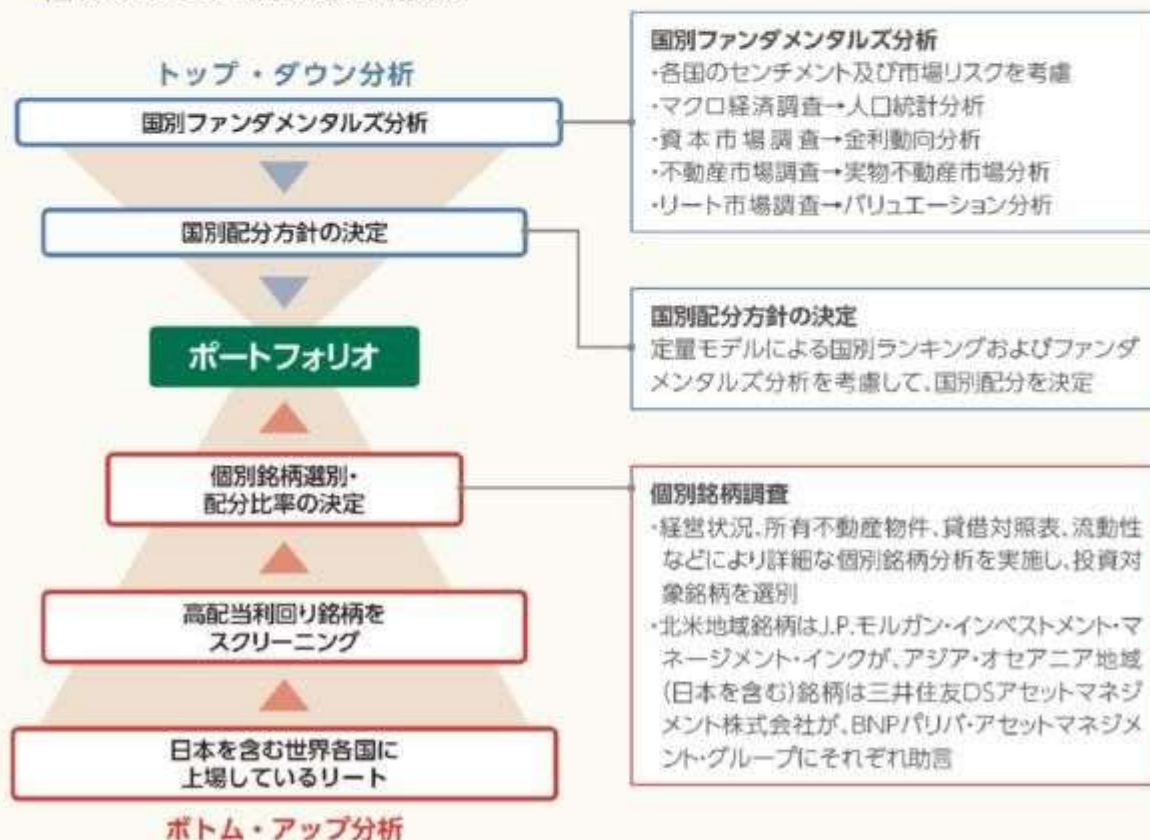 トップ・ダウン分析
国別ファンダメンタルズ分析
国別配分方針の決定
ポートフォリオ
個別銘柄選別・
配分比率の決定
高配当利回り銘柄を
スクリーニング
日本を含む世界各国に
上場しているリート
ボトム・アップ分析
国別ファンダメンタルズ分析
・各国のセンチメント及び市場リスクを考慮
・マクロ経済調査→人口統計分析
・資本市場調査→金利動向分析
・不動産市場調査→実物不動産市場分析
・リート市場調査→バリュエーション分析
国別配分方針の決定
定量モデルによる国別ランキングおよびファンダ
メンタルズ分析を考慮して、国別配分を決定
個別銘柄調査
・経営状況、所有不動産物件、貸借対照表、流動性
などにより詳細な個別銘柄分析を実施し、投資対
象銘柄を選別
・北米地域銘柄はJ.P.モルガン・インベストメント・マ
ネージメント・インクが、アジア・オセアニア地域
(日本を含む)銘柄は三井住友DSアセットマネジ
メント株式会社が、BNPパリバ・アセットマネジメ
ント・グループにそれぞれ助言